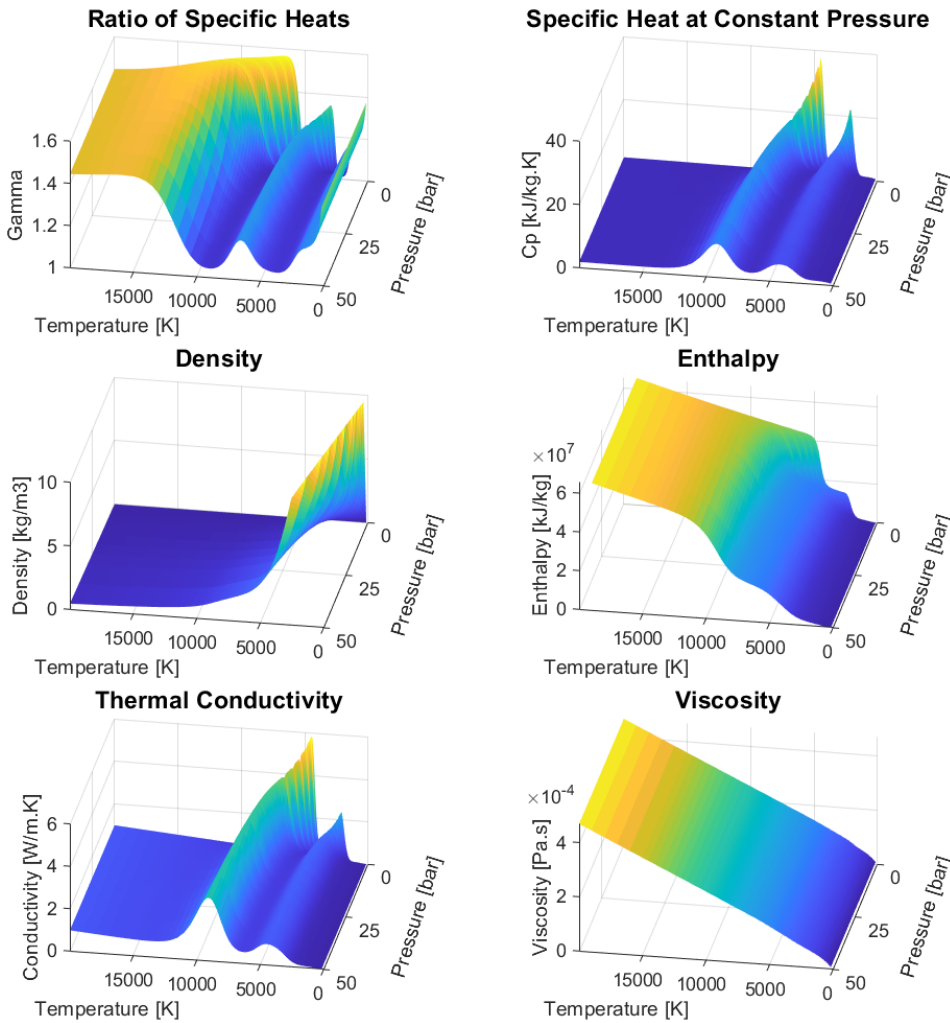 Ratio of Specific Heats
1.6
1.4
1.2
1
Gamma
15000
10000
5000
0
Temperature [K]
0
25
50
Pressure [bar]
Specific Heat at Constant Pressure
40
20
0
Cp [kJ/kg.K]
15000
10000
5000
0
Temperature [K]
0
25
50
Pressure [bar]
Density
10
5
0
Density [kg/m3]
15000
10000
5000
0
Temperature [K]
0
25
50
Pressure [bar]
Enthalpy
×10⁷
6
4
2
0
Enthalpy [kJ/kg]
15000
10000
5000
0
Temperature [K]
0
25
50
Pressure [bar]
Thermal Conductivity
6
4
2
0
Conductivity [W/m.K]
15000
10000
5000
0
Temperature [K]
0
25
50
Pressure [bar]
Viscosity
×10⁻⁴
4
2
0
Viscosity [Pa.s]
15000
10000
5000
0
Temperature [K]
0
25
50
Pressure [bar]